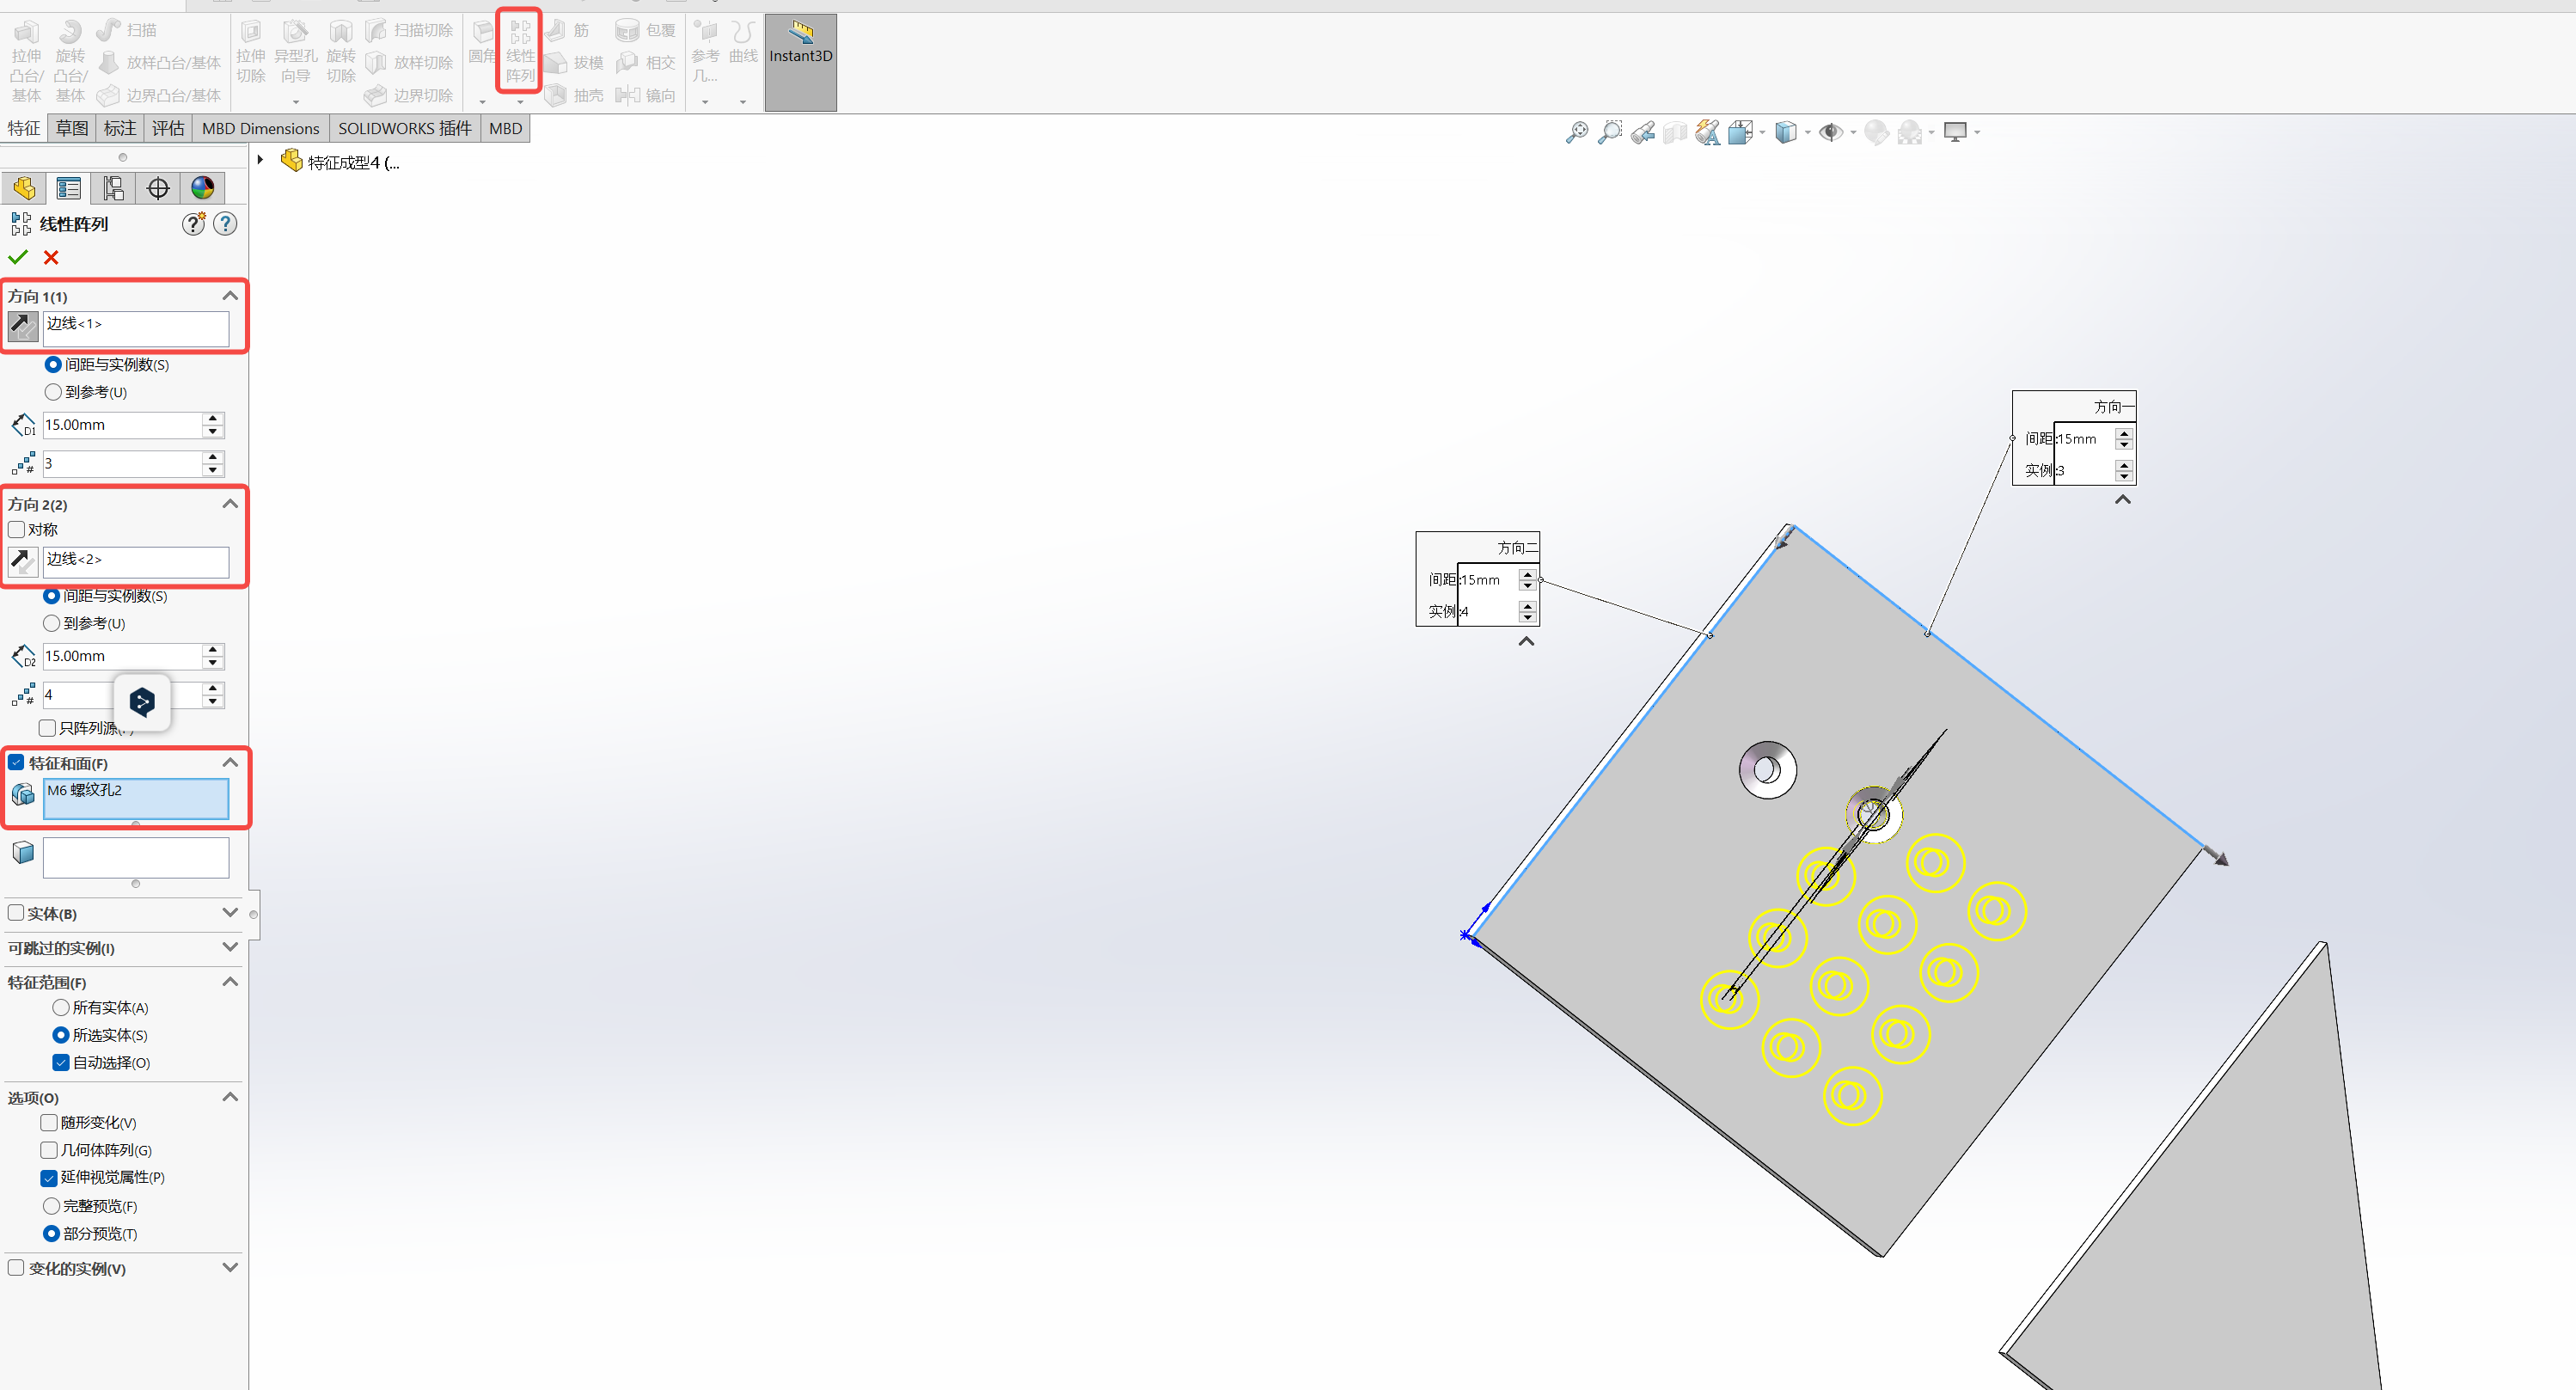 拉伸凸台/基体
旋转凸台/基体
扫描
放样凸台/基体
边界凸台/基体
拉伸切除
异型孔向导
旋转切除
扫描切除
放样切除
边界切除
圆角
线性阵列
筋
拔模
抽壳
包覆
相交
镜向
参考几...
曲线
Instant3D
特征 草图 标注 评估 MBD Dimensions SOLIDWORKS 插件 MBD
特征成型4 (...
线性阵列
方向 1(1)
边线<1>
间距与实例数(S)
到参考(U)
D1 15.00mm
# 3
方向 2(2)
对称
边线<2>
间距与实例数(S)
到参考(U)
D2 15.00mm
# 4
只阵列源
特征和面(F)
M6 螺纹孔2
实体(B)
可跳过的实例(I)
特征范围(F)
所有实体(A)
所选实体(S)
自动选择(O)
选项(O)
随形变化(V)
几何体阵列(G)
延伸视觉属性(P)
完整预览(F)
部分预览(T)
变化的实例(V)
方向一
间距:15mm
实例:3
方向二
间距:15mm
实例:4